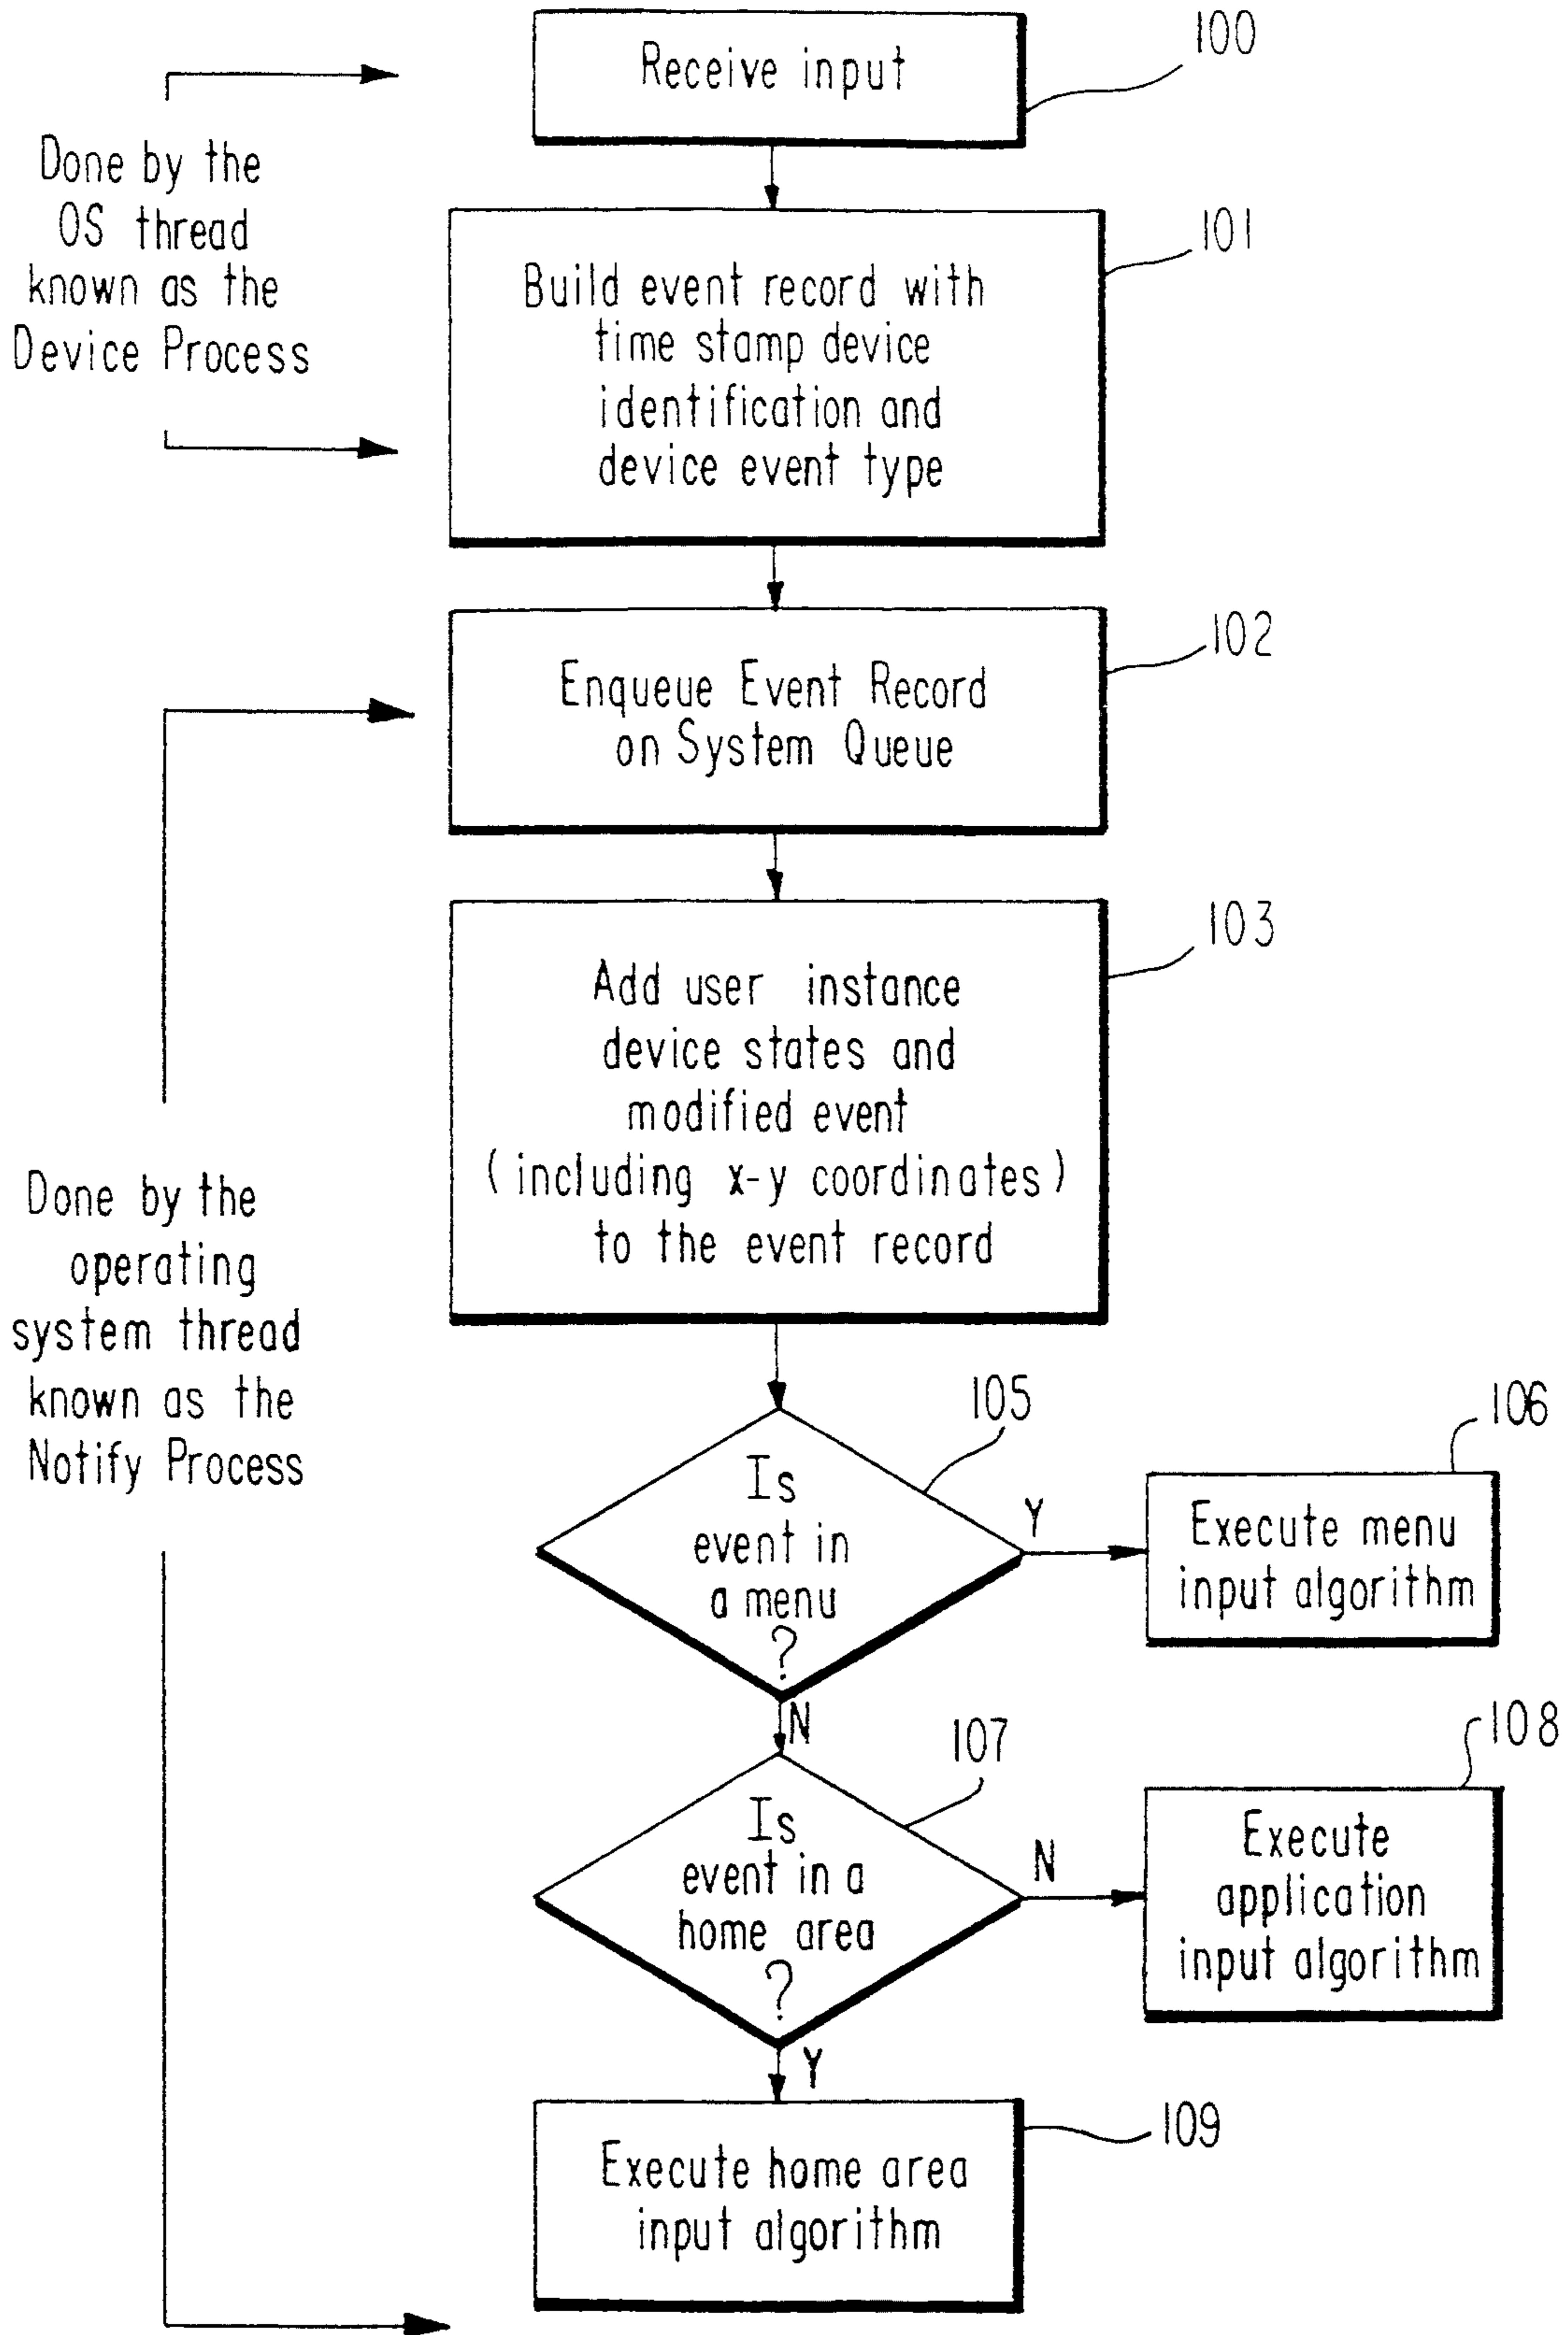 Receive input
100
Done by the
OS thread
known as the
Device Process
Build event record with
time stamp device
identification and
device event type
101
Enqueue Event Record
on System Queue
102
Add user instance
device states and
modified event
(including x-y coordinates)
to the event record
103
Done by the
operating
system thread
known as the
Notify Process
Is
event in
a menu
?
105
Y
Execute menu
input algorithm
106
N
Is
event in a
home area
?
107
N
Execute
application
input algorithm
108
Y
Execute home area
input algorithm
109